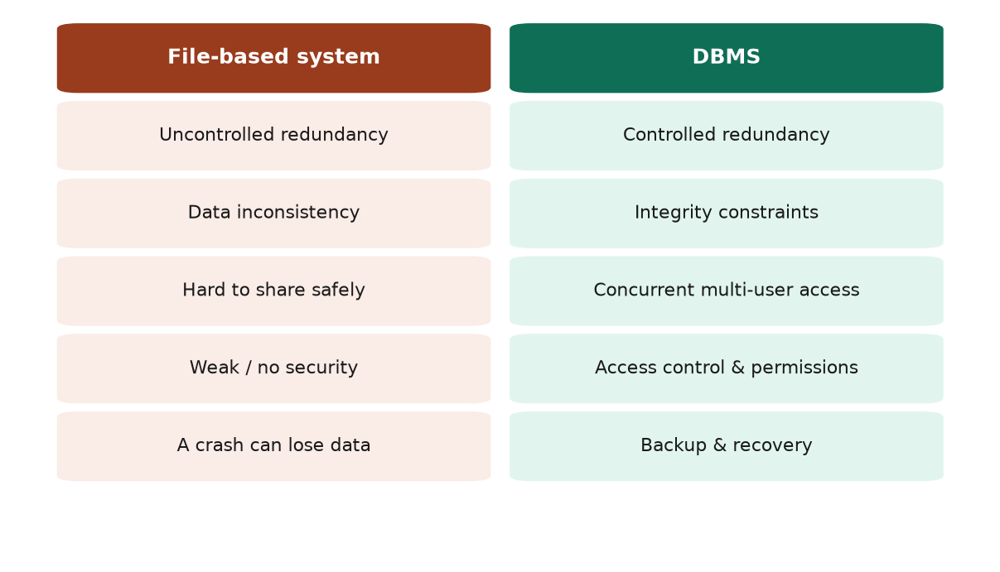 File-based system
DBMS
Uncontrolled redundancy
Controlled redundancy
Data inconsistency
Integrity constraints
Hard to share safely
Concurrent multi-user access
Weak / no security
Access control & permissions
A crash can lose data
Backup & recovery